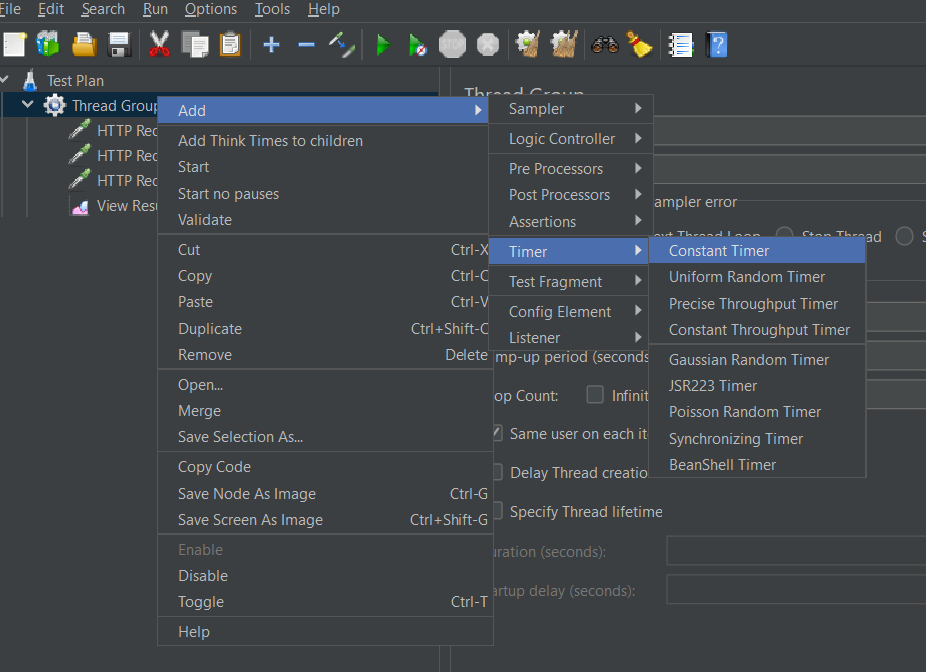 File Edit Search Run Options Tools Help
STOP
Test Plan
Thread Group
HTTP Rec
HTTP Rec
HTTP Rec
View Resu
Add
Add Think Times to children
Start
Start no pauses
Validate
Cut Ctrl-X
Copy Ctrl-C
Paste Ctrl-V
Duplicate Ctrl+Shift-C
Remove Delete
Open...
Merge
Save Selection As...
Copy Code
Save Node As Image Ctrl-G
Save Screen As Image Ctrl+Shift-G
Enable
Disable
Toggle Ctrl-T
Help
Sampler
Logic Controller
Pre Processors
Post Processors
Assertions
Timer
Test Fragment
Config Element
Listener
Constant Timer
Uniform Random Timer
Precise Throughput Timer
Constant Throughput Timer
Gaussian Random Timer
JSR223 Timer
Poisson Random Timer
Synchronizing Timer
BeanShell Timer
Thread Group
ampler error
ext Thread Loop Stop Thread S
mp-up period (seconds
op Count: Infinit
Same user on each it
Delay Thread creatio
Specify Thread lifetime
uration (seconds):
artup delay (seconds):